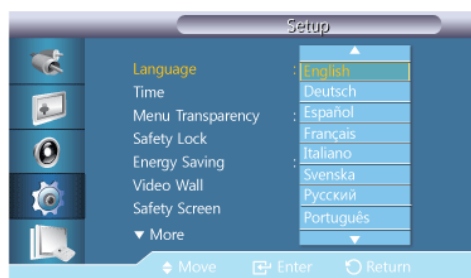 Setup
Language : English
Time Deutsch
Menu Transparency : Español
Safety Lock Français
Energy Saving : Italiano
Video Wall Svenska
Safety Screen Русский
▼ More Português
Move Enter Return